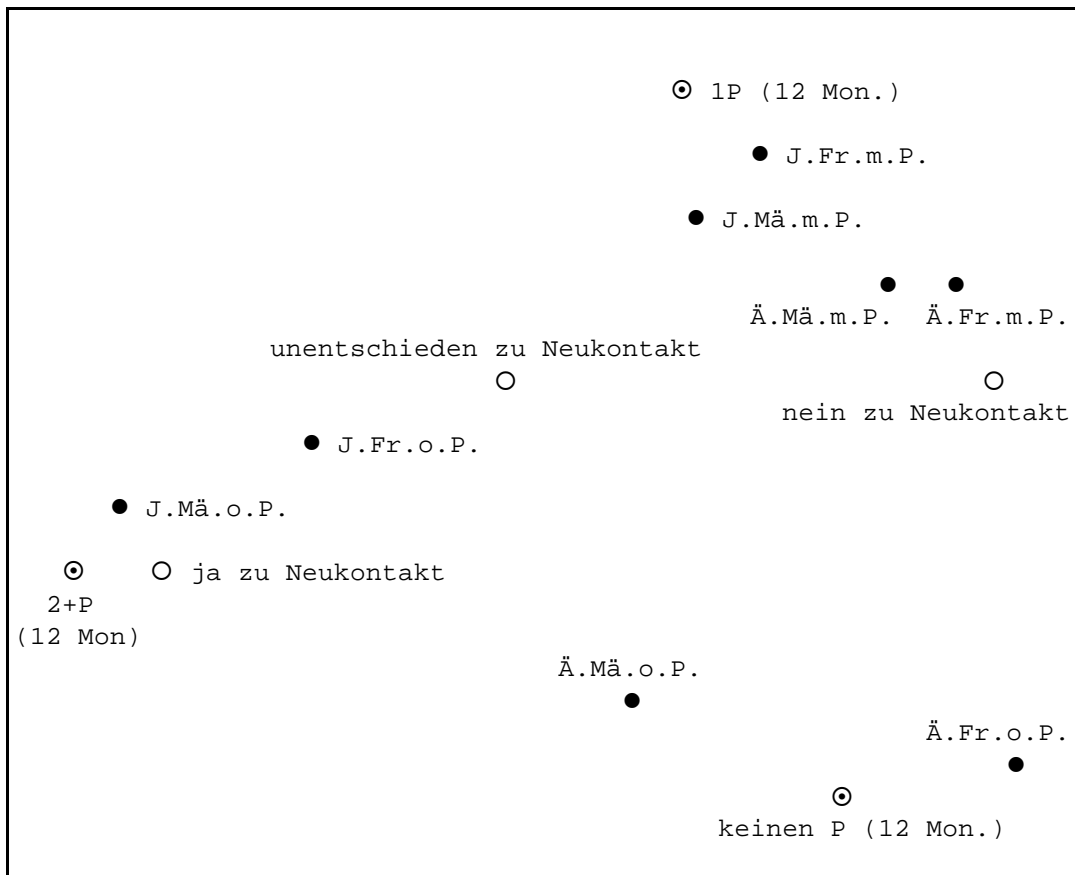 1P (12 Mon.)
J.Fr.m.P.
J.Mä.m.P.
Ä.Mä.m.P. Ä.Fr.m.P.
unentschieden zu Neukontakt
nein zu Neukontakt
J.Fr.o.P.
J.Mä.o.P.
ja zu Neukontakt
2+P
(12 Mon)
Ä.Mä.o.P.
Ä.Fr.o.P.
keinen P (12 Mon.)